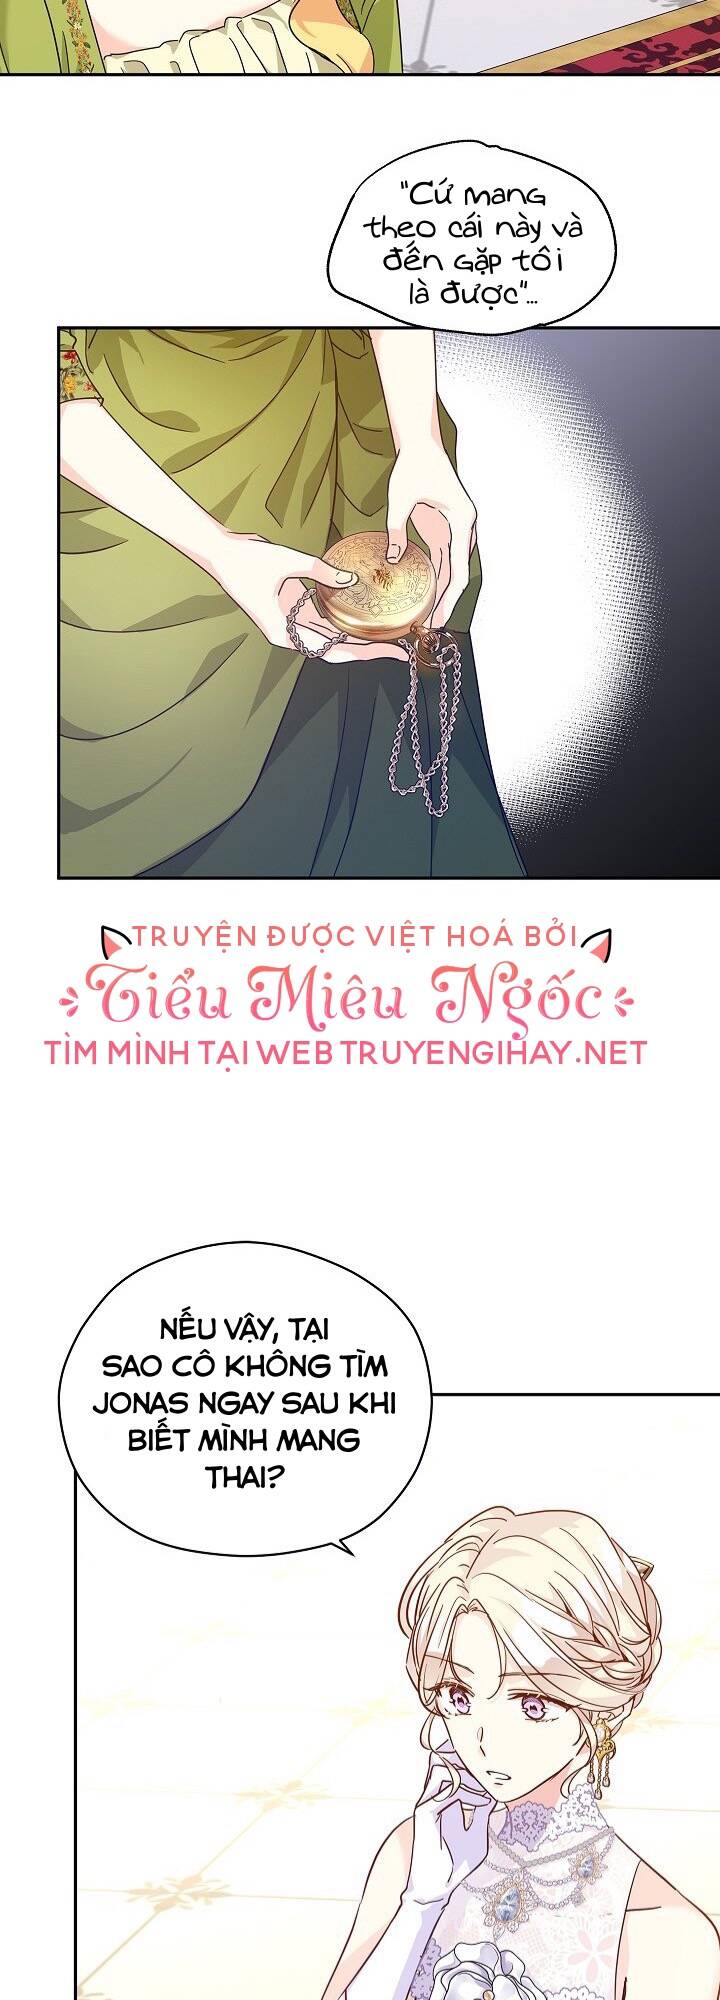 "Cứ mang
theo cái này và
đến gặp tôi
là được"...
TRUYỆN ĐƯỢC VIỆT HOÁ BỞI
Tiểu Miêu Ngốc
TÌM MÌNH TẠI WEB TRUYENGIHAY.NET
NẾU VẬY, TẠI
SAO CÔ KHÔNG TÌM
JONAS NGAY SAU KHI
BIẾT MÌNH MANG
THAI?